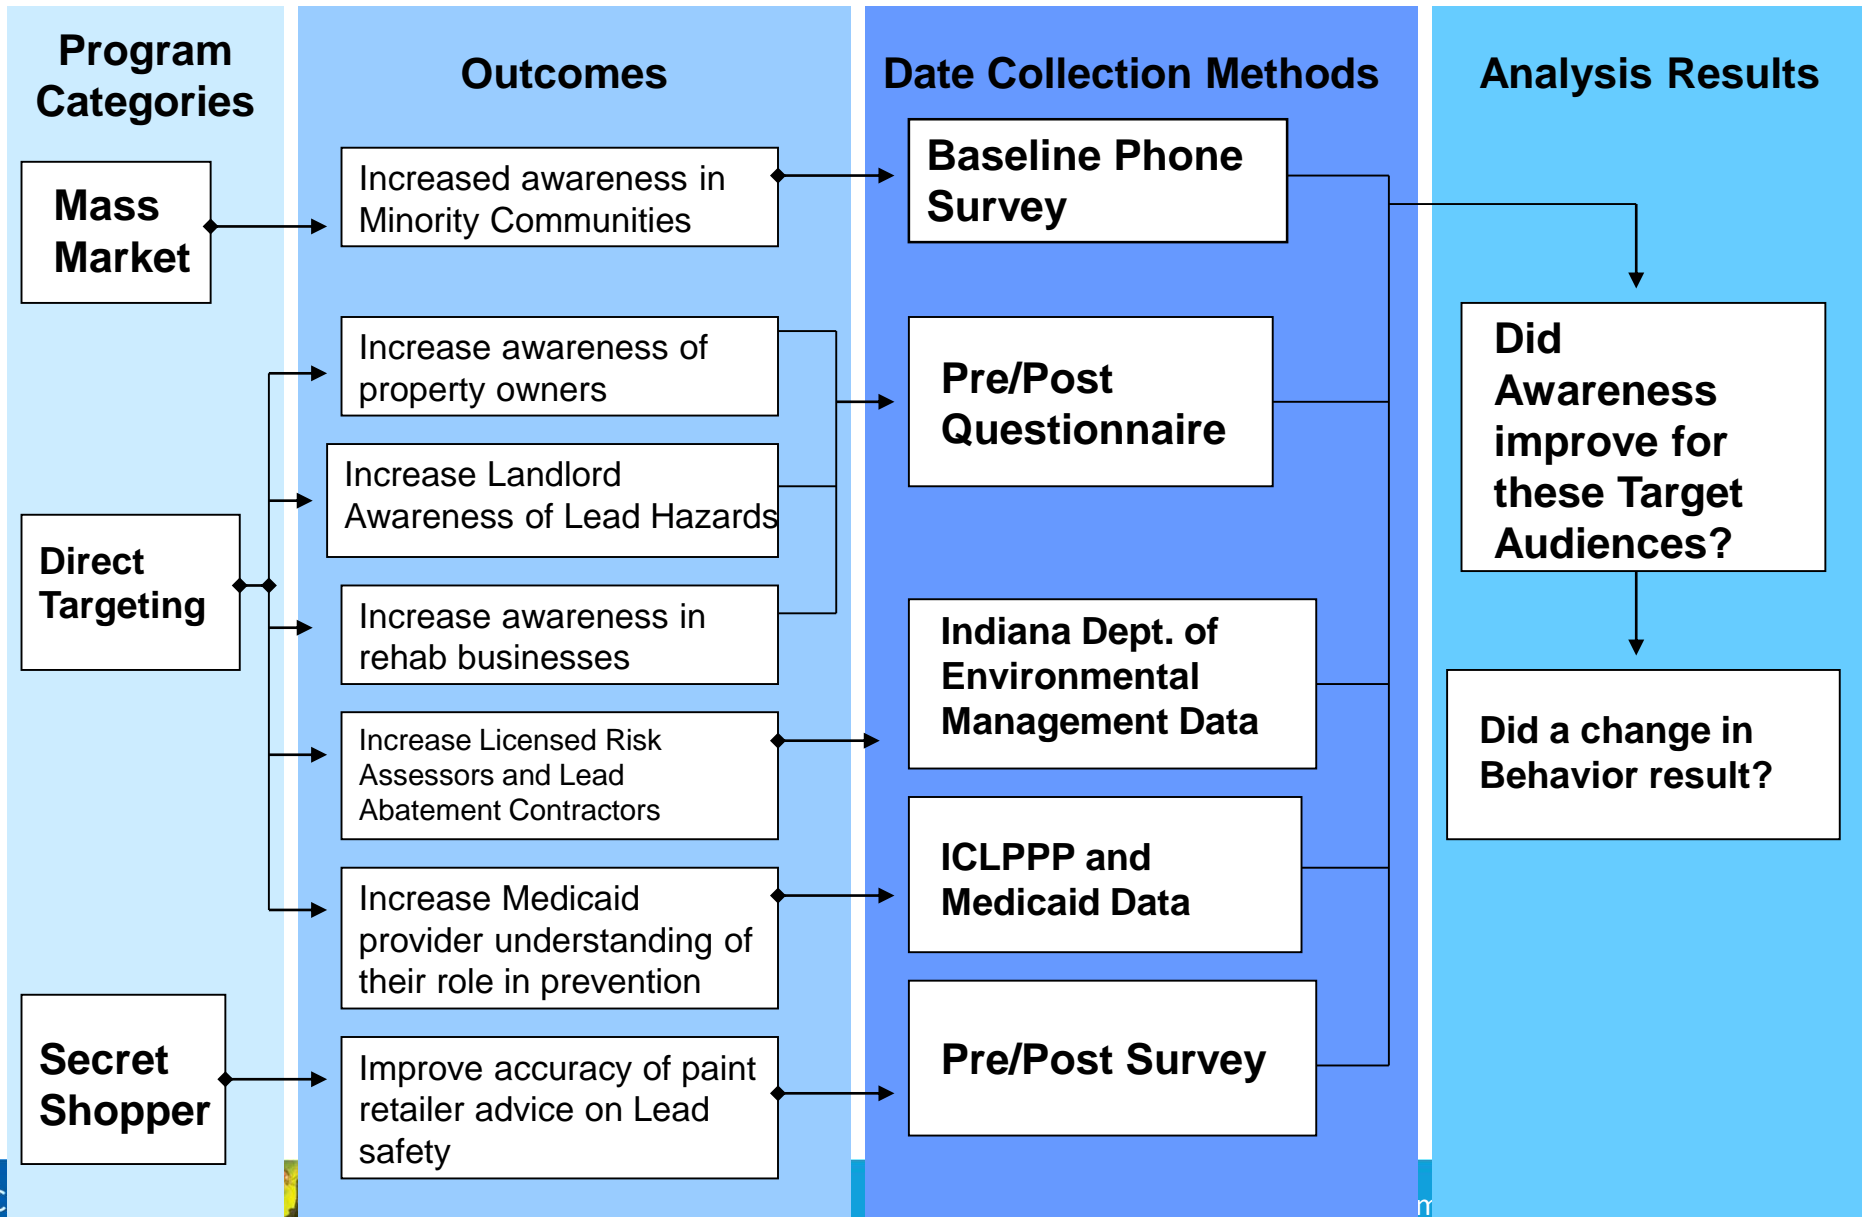 Program
Categories
Outcomes
Date Collection Methods
Analysis Results
Mass
Market
Increased awareness in
Minority Communities
Baseline Phone
Survey
Increase awareness of
property owners
Pre/Post
Questionnaire
Did
Awareness
improve for
these Target
Audiences?
Increase Landlord
Awareness of Lead Hazards
Direct
Targeting
Increase awareness in
rehab businesses
Indiana Dept. of
Environmental
Management Data
Did a change in
Behavior result?
Increase Licensed Risk
Assessors and Lead
Abatement Contractors
ICLPPP and
Medicaid Data
Increase Medicaid
provider understanding of
their role in prevention
Secret
Shopper
Improve accuracy of paint
retailer advice on Lead
safety
Pre/Post Survey